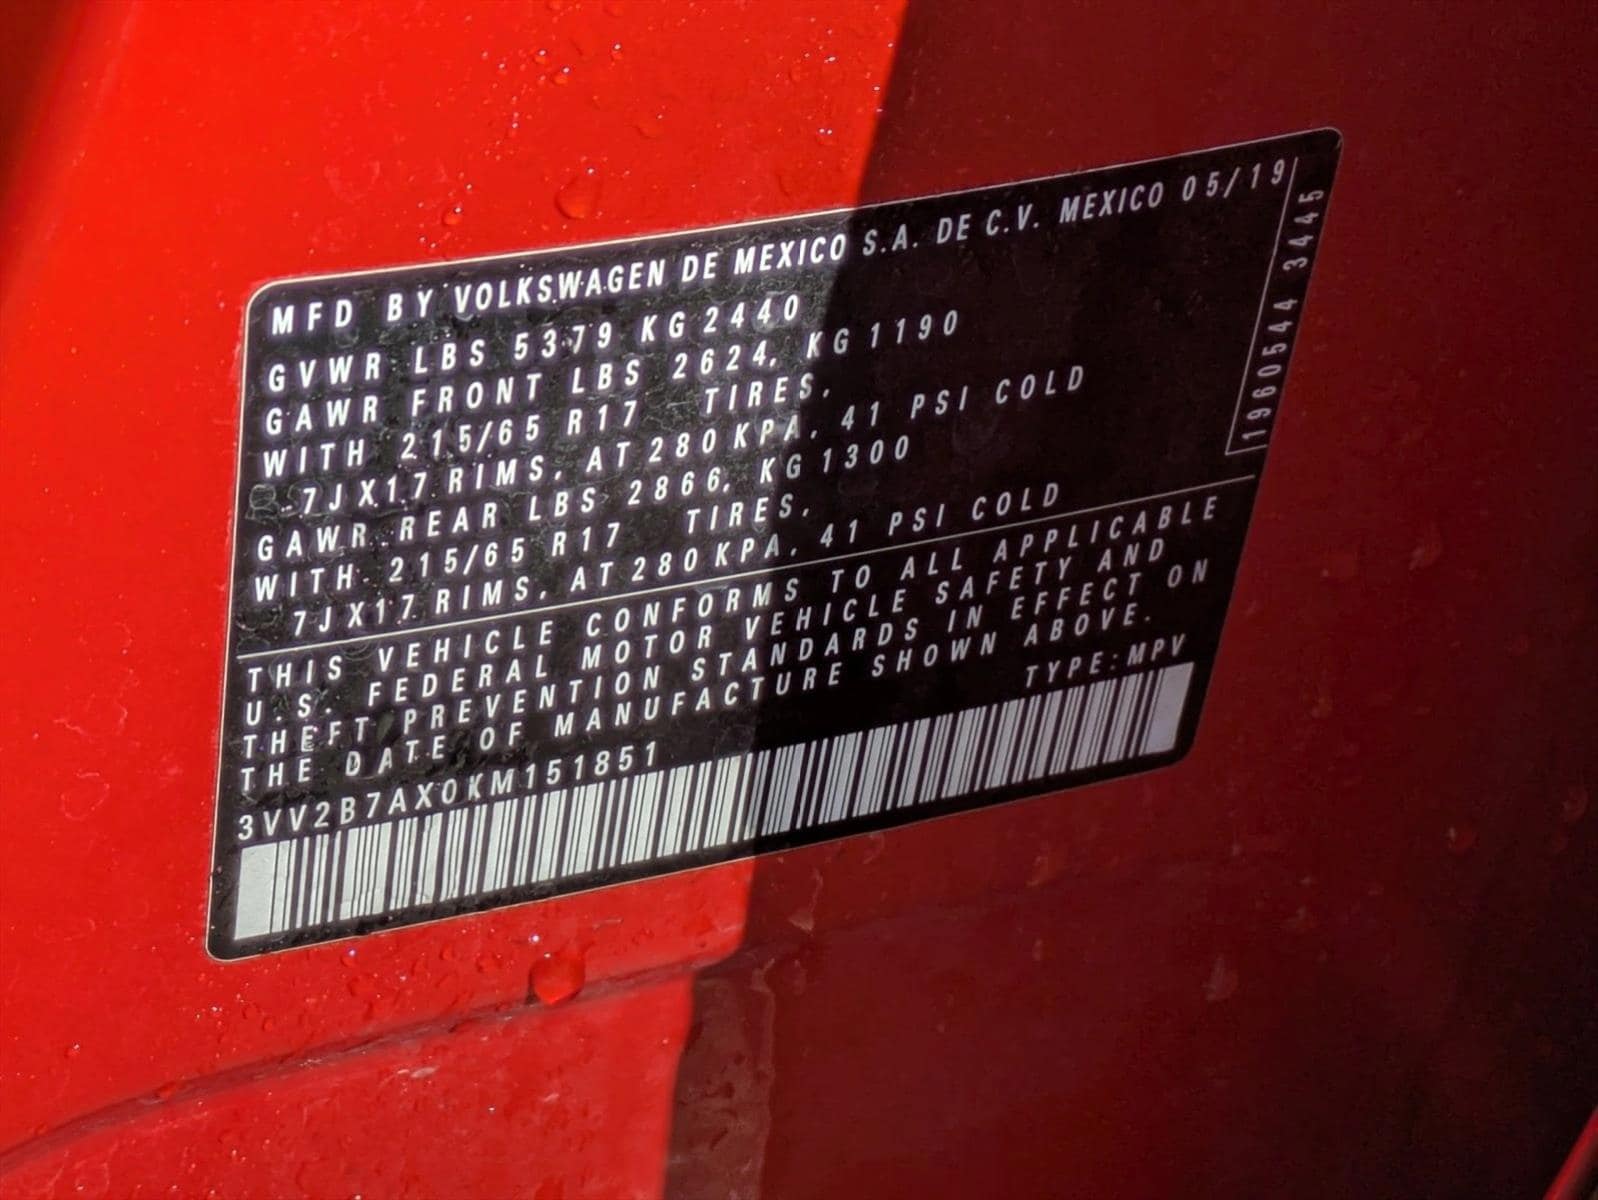 MFD BY VOLKSWAGEN DE MEXICO S.A. DE C.V. MEXICO 05/19
GVWR LBS 5379 KG 2440
GAWR FRONT LBS 2624, KG 1190
WITH 215/65 R17 TIRES,
7JX17 RIMS, AT 280 KPA, 41 PSI COLD
GAWR REAR LBS 2866, KG 1300
WITH 215/65 R17 TIRES,
7JX17 RIMS, AT 280 KPA, 41 PSI COLD
THIS VEHICLE CONFORMS TO ALL APPLICABLE
U.S. FEDERAL MOTOR VEHICLE SAFETY AND
THEFT PREVENTION STANDARDS IN EFFECT ON
THE DATE OF MANUFACTURE SHOWN ABOVE.
3VV2B7AX0KM151851 TYPE:MPV
1960544 3445